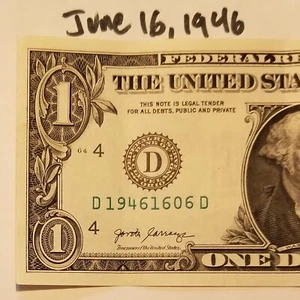 June 16, 1946
FEDERAL RE
THE UNITED STA
THIS NOTE IS LEGAL TENDER
FOR ALL DEBTS, PUBLIC AND PRIVATE
1
G4 4
D
D 19461606 D
4
Treasurer of the United States.
1
ONE D